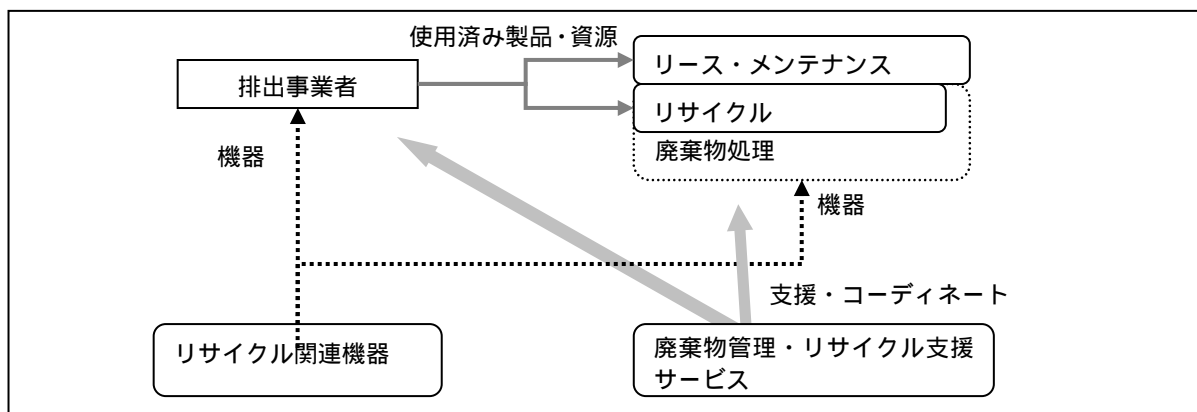 使用済み製品・資源
排出事業者
リース・メンテナンス
リサイクル
廃棄物処理
機器
機器
支援・コーディネート
リサイクル関連機器
廃棄物管理・リサイクル支援
サービス